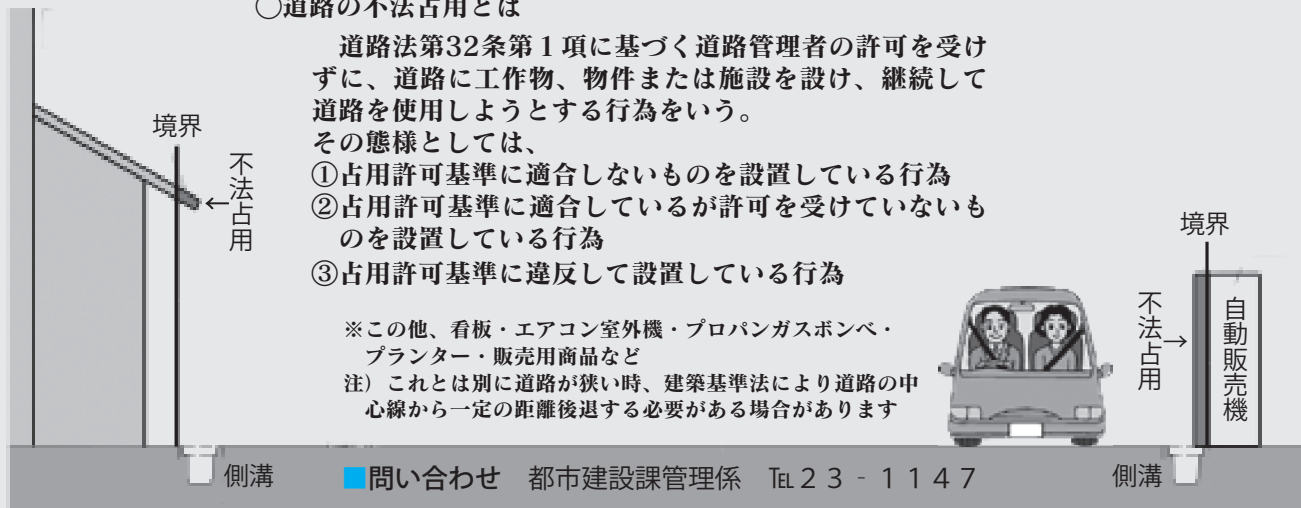 ○道路の不法占用とは
道路法第32条第１項に基づく道路管理者の許可を受け
ずに、道路に工作物、物件または施設を設け、継続して
道路を使用しようとする行為をいう。
その態様としては、
①占用許可基準に適合しないものを設置している行為
②占用許可基準に適合しているが許可を受けていないも
のを設置している行為
③占用許可基準に違反して設置している行為
※この他、看板・エアコン室外機・プロパンガスボンベ・
プランター・販売用商品など
注）これとは別に道路が狭い時、建築基準法により道路の中
心線から一定の距離後退する必要がある場合があります
境界
←不法占用
側溝
境界
不法占用→
自動販売機
側溝
■問い合わせ　都市建設課管理係　℡２３‐１１４７